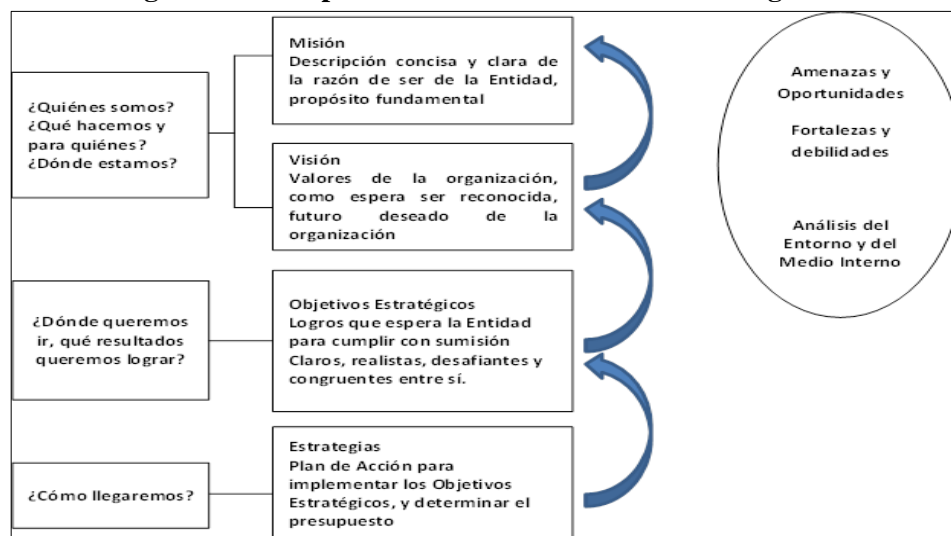 ¿Quiénes somos?
¿Qué hacemos y
para quiénes?
¿Dónde estamos?
Misión
Descripción concisa y clara de
la razón de ser de la Entidad,
propósito fundamental
Visión
Valores de la organización,
como espera ser reconocida,
futuro deseado de la
organización
¿Dónde queremos
ir, qué resultados
queremos lograr?
Objetivos Estratégicos
Logros que espera la Entidad
para cumplir con sumisión
Claros, realistas, desafiantes y
congruentes entre sí.
¿Cómo llegaremos?
Estrategias
Plan de Acción para
implementar los Objetivos
Estratégicos, y determinar el
presupuesto
Amenazas y
Oportunidades
Fortalezas y
debilidades
Análisis del
Entorno y del
Medio Interno